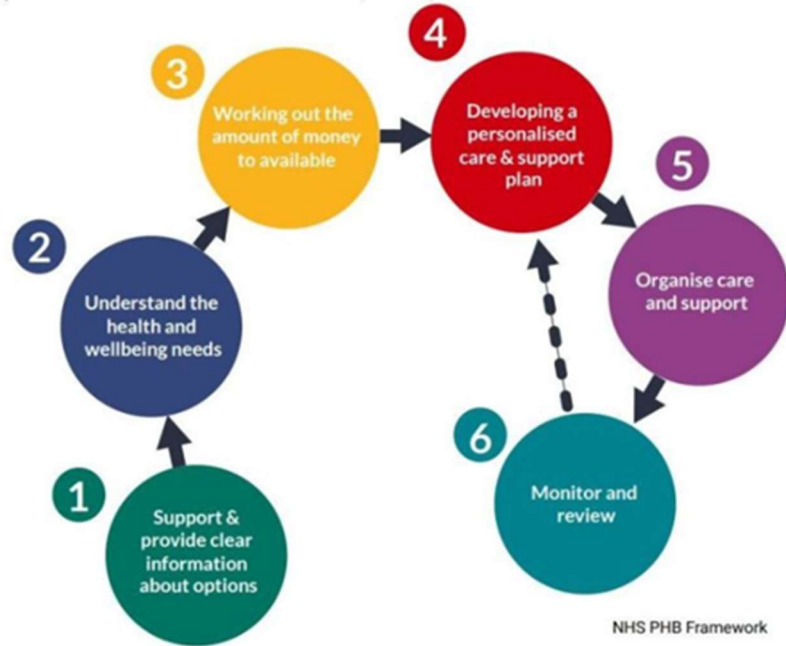 1
Support &
provide clear
information
about options
2
Understand the
health and
wellbeing needs
3
Working out the
amount of money
to available
4
Developing a
personalised
care & support
plan
5
Organise care
and support
6
Monitor and
review
NHS PHB Framework